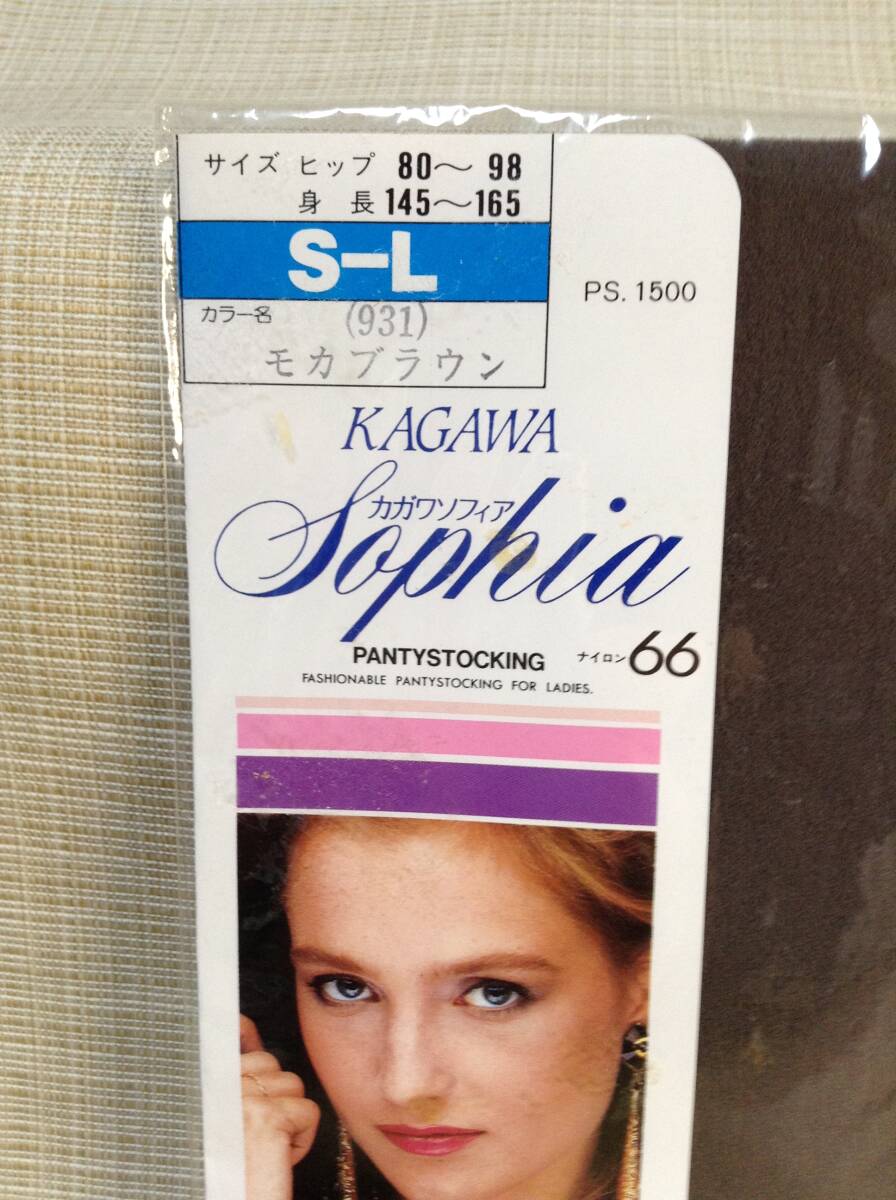 サイズ ヒップ 80〜98
身長 145〜165
S-L
カラー名 (931)
モカブラウン
PS. 1500
KAGAWA
カガワソフィア
Sophia
PANTYSTOCKING ナイロン66
FASHIONABLE PANTYSTOCKING FOR LADIES.